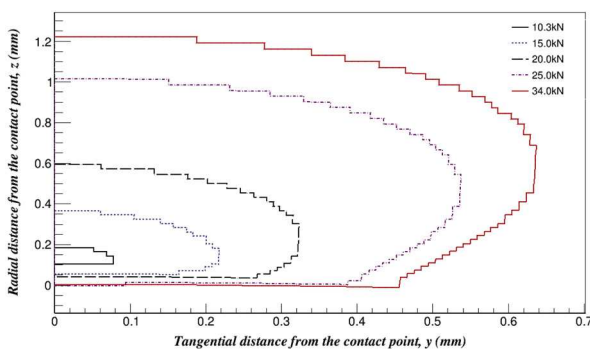 10.3kN
15.0kN
20.0kN
25.0kN
34.0kN
Radial distance from the contact point, z (mm)
1.2
1
0.8
0.6
0.4
0.2
0
0 0.1 0.2 0.3 0.4 0.5 0.6 0.7
Tangential distance from the contact point, y (mm)